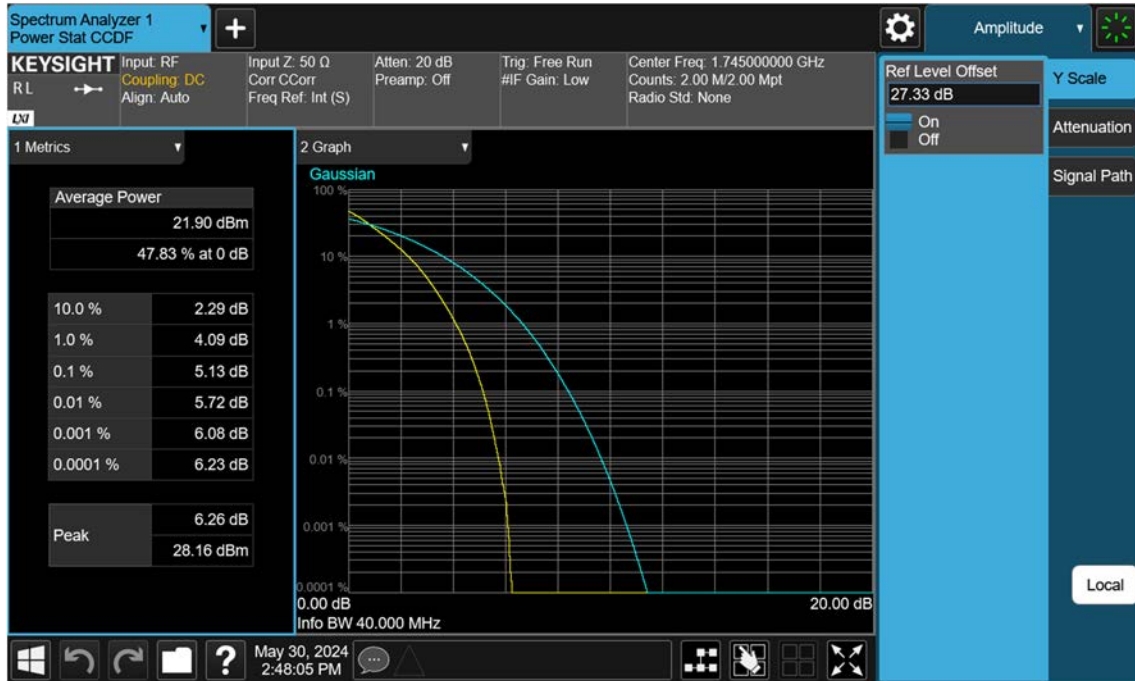 Spectrum Analyzer 1
Power Stat CCDF
+
Amplitude
KEYSIGHT
R L
LXI
Input: RF
Coupling: DC
Align: Auto
Input Z: 50 Ω
Corr CCorr
Freq Ref: Int (S)
Atten: 20 dB
Preamp: Off
Trig: Free Run
#IF Gain: Low
Center Freq: 1.745000000 GHz
Counts: 2.00 M/2.00 Mpt
Radio Std: None
Ref Level Offset
27.33 dB
On
Off
Y Scale
Attenuation
Signal Path
Local
1 Metrics
Average Power
21.90 dBm
47.83 % at 0 dB
10.0 % 2.29 dB
1.0 % 4.09 dB
0.1 % 5.13 dB
0.01 % 5.72 dB
0.001 % 6.08 dB
0.0001 % 6.23 dB
Peak
6.26 dB
28.16 dBm
2 Graph
Gaussian
100 %
10 %
1 %
0.1 %
0.01 %
0.001 %
0.0001 %
0.00 dB 20.00 dB
Info BW 40.000 MHz
?
May 30, 2024
2:48:05 PM